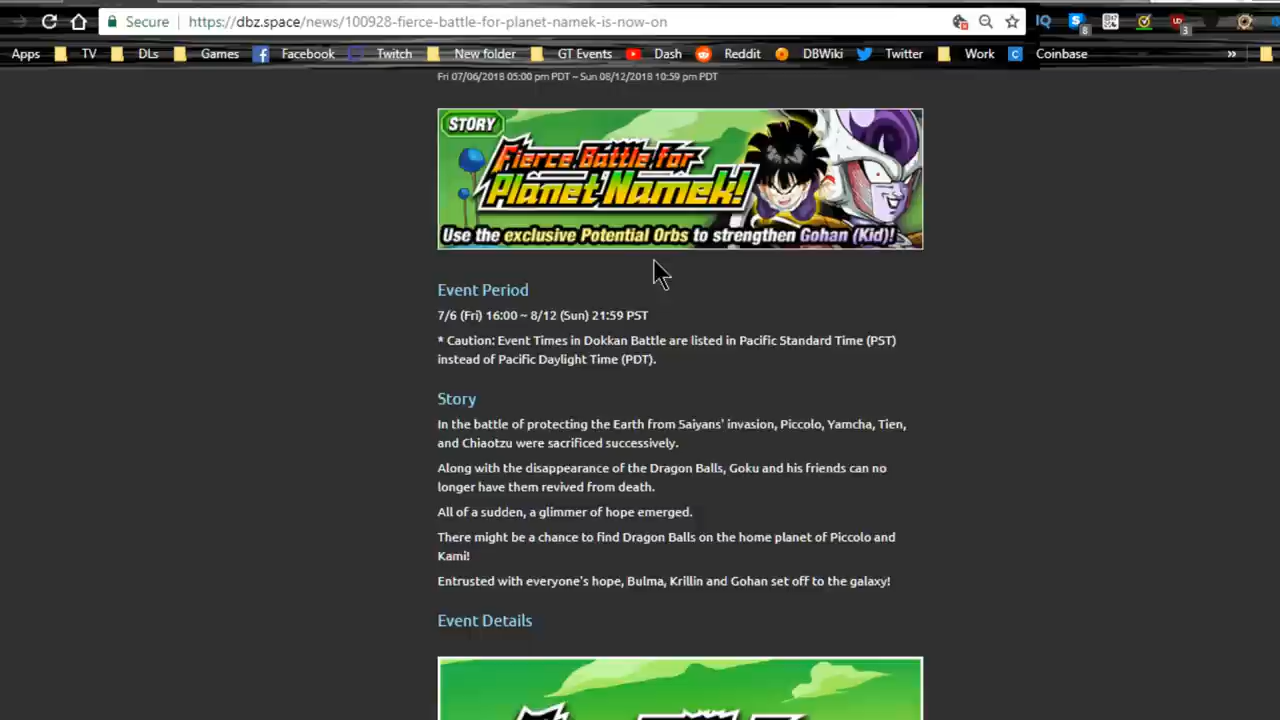 Secure https://dbz.space/news/100928-fierce-battle-for-planet-namek-is-now-on IQ 8 UD 3
Apps TV DLs Games Facebook Twitch New folder GT Events Dash Reddit DBWiki Twitter Work C Coinbase »
Fri 07/06/2018 05:00 pm PDT ~ Sun 08/12/2018 10:59 pm PDT
STORY
Fierce Battle for
Planet Namek!
Use the exclusive Potential Orbs to strengthen Gohan (Kid)!
Event Period
7/6 (Fri) 16:00 ~ 8/12 (Sun) 21:59 PST
* Caution: Event Times in Dokkan Battle are listed in Pacific Standard Time (PST)
instead of Pacific Daylight Time (PDT).
Story
In the battle of protecting the Earth from Saiyans' invasion, Piccolo, Yamcha, Tien,
and Chiaotzu were sacrificed successively.
Along with the disappearance of the Dragon Balls, Goku and his friends can no
longer have them revived from death.
All of a sudden, a glimmer of hope emerged.
There might be a chance to find Dragon Balls on the home planet of Piccolo and
Kami!
Entrusted with everyone's hope, Bulma, Krillin and Gohan set off to the galaxy!
Event Details